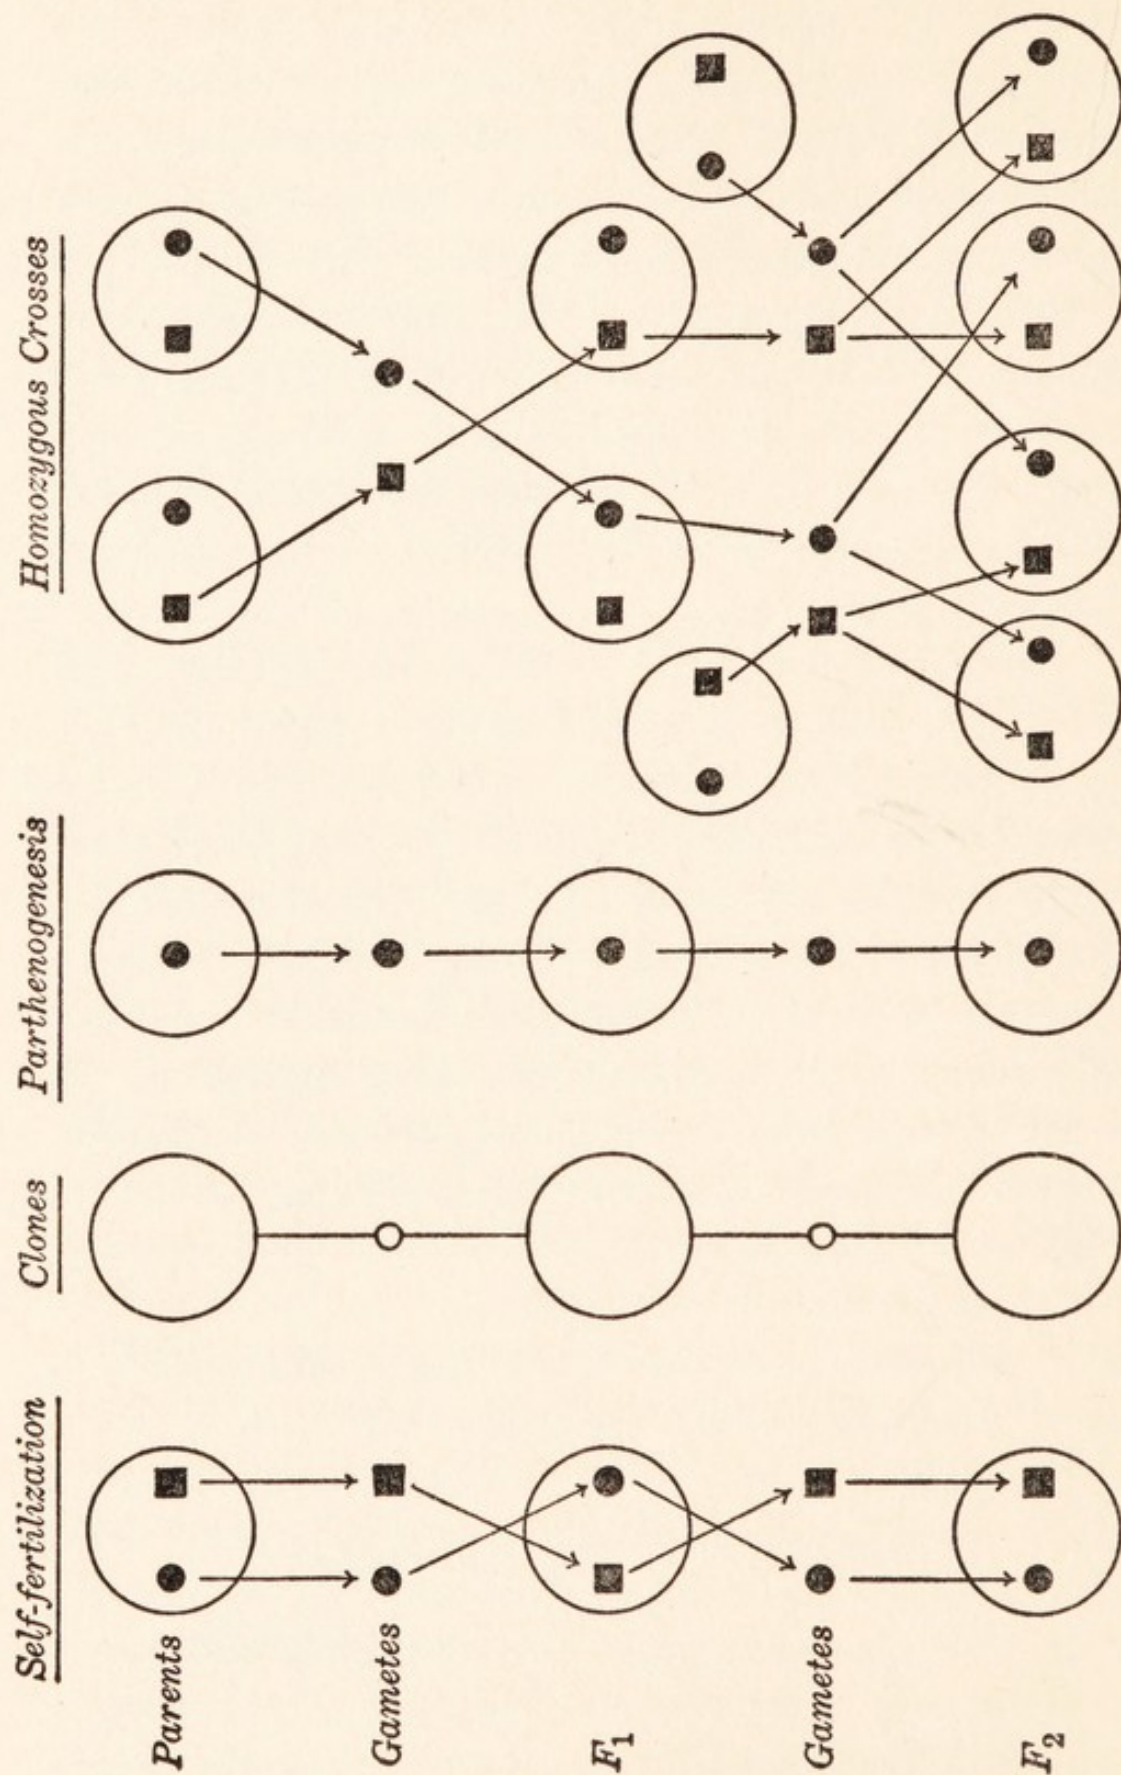 Self-fertilization
Clones
Parthenogenesis
Homozygous Crosses
Parents
Gametes
F₁
Gametes
F₂